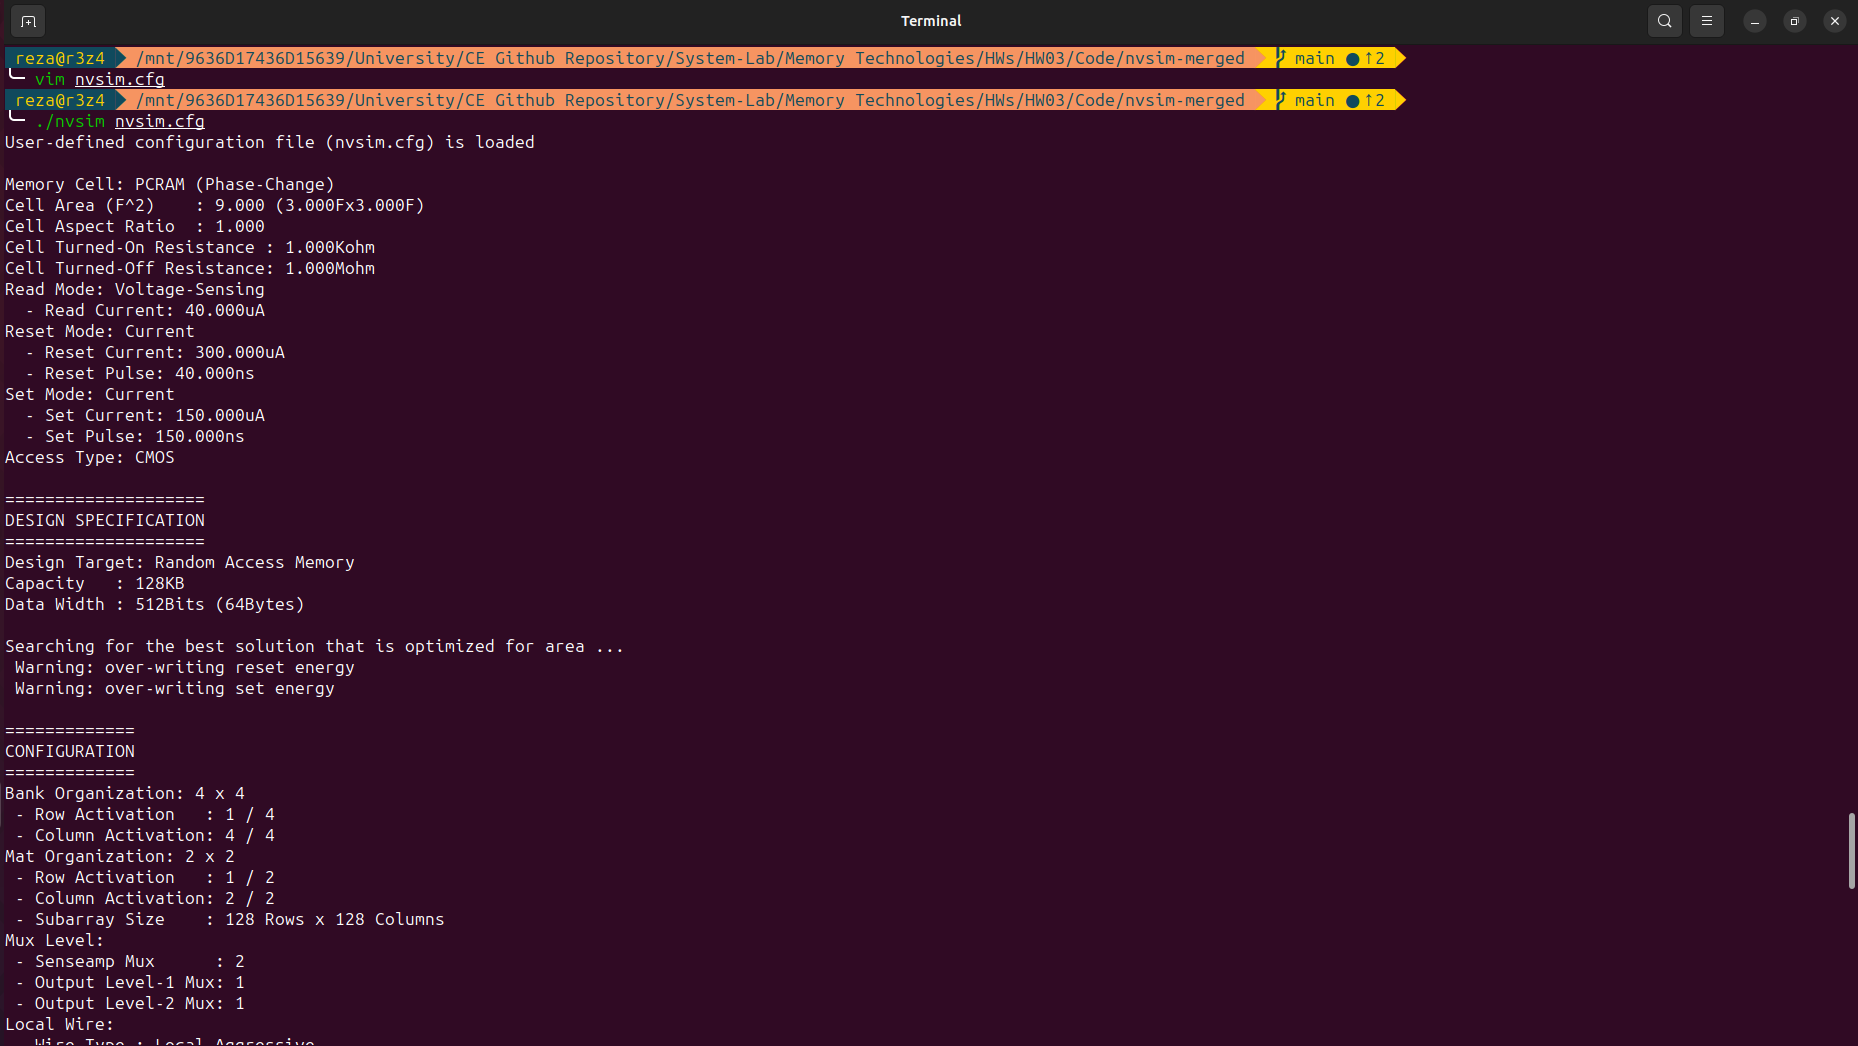 Terminal
reza@r3z4 /mnt/9636D17436D15639/University/CE Github Repository/System-Lab/Memory Technologies/HWs/HW03/Code/nvsim-merged main ●↑2
vim nvsim.cfg
reza@r3z4 /mnt/9636D17436D15639/University/CE Github Repository/System-Lab/Memory Technologies/HWs/HW03/Code/nvsim-merged main ●↑2
./nvsim nvsim.cfg
User-defined configuration file (nvsim.cfg) is loaded
Memory Cell: PCRAM (Phase-Change)
Cell Area (F^2)    : 9.000 (3.000Fx3.000F)
Cell Aspect Ratio  : 1.000
Cell Turned-On Resistance : 1.000Kohm
Cell Turned-Off Resistance: 1.000Mohm
Read Mode: Voltage-Sensing
  - Read Current: 40.000uA
Reset Mode: Current
  - Reset Current: 300.000uA
  - Reset Pulse: 40.000ns
Set Mode: Current
  - Set Current: 150.000uA
  - Set Pulse: 150.000ns
Access Type: CMOS
====================
DESIGN SPECIFICATION
====================
Design Target: Random Access Memory
Capacity   : 128KB
Data Width : 512Bits (64Bytes)
Searching for the best solution that is optimized for area ...
 Warning: over-writing reset energy
 Warning: over-writing set energy
=============
CONFIGURATION
=============
Bank Organization: 4 x 4
 - Row Activation   : 1 / 4
 - Column Activation: 4 / 4
Mat Organization: 2 x 2
 - Row Activation   : 1 / 2
 - Column Activation: 2 / 2
 - Subarray Size    : 128 Rows x 128 Columns
Mux Level:
 - Senseamp Mux      : 2
 - Output Level-1 Mux: 1
 - Output Level-2 Mux: 1
Local Wire:
 - Wire Type : Local Aggressive